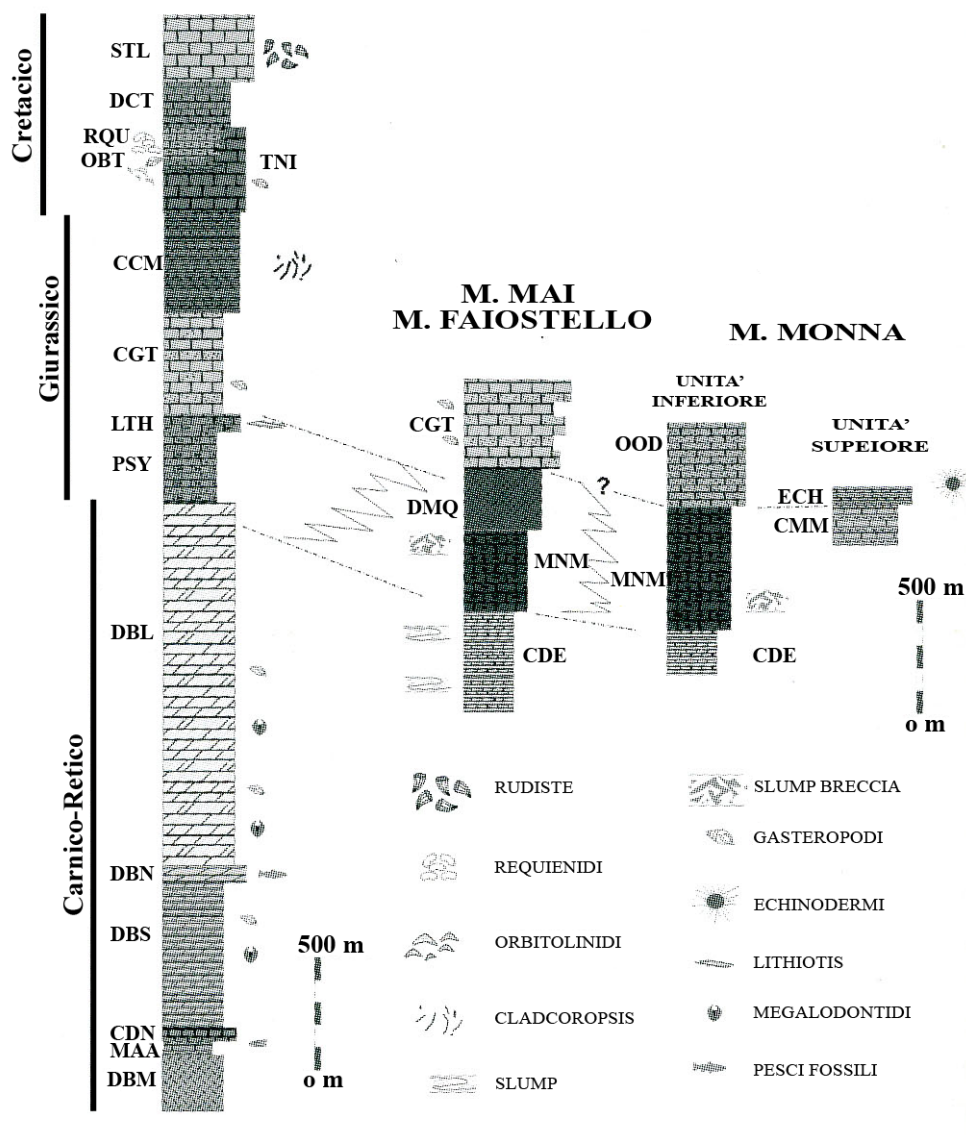 Cretacico
Giurassico
Carnico-Retico
STL
DCT
RQU
OBT
TNI
CCM
CGT
LTH
PSY
DBL
DBN
DBS
CDN
MAA
DBM
500 m
o m
M. MAI
M. FAIOSTELLO
CGT
DMQ
MNM
CDE
?
M. MONNA
UNITA'
INFERIORE
OOD
MNM
CDE
UNITA'
SUPEIORE
ECH
CMM
500 m
o m
RUDISTE
REQUIENIDI
ORBITOLINIDI
CLADCOROPSIS
SLUMP
SLUMP BRECCIA
GASTEROPODI
ECHINODERMI
LITHIOTIS
MEGALODONTIDI
PESCI FOSSILI